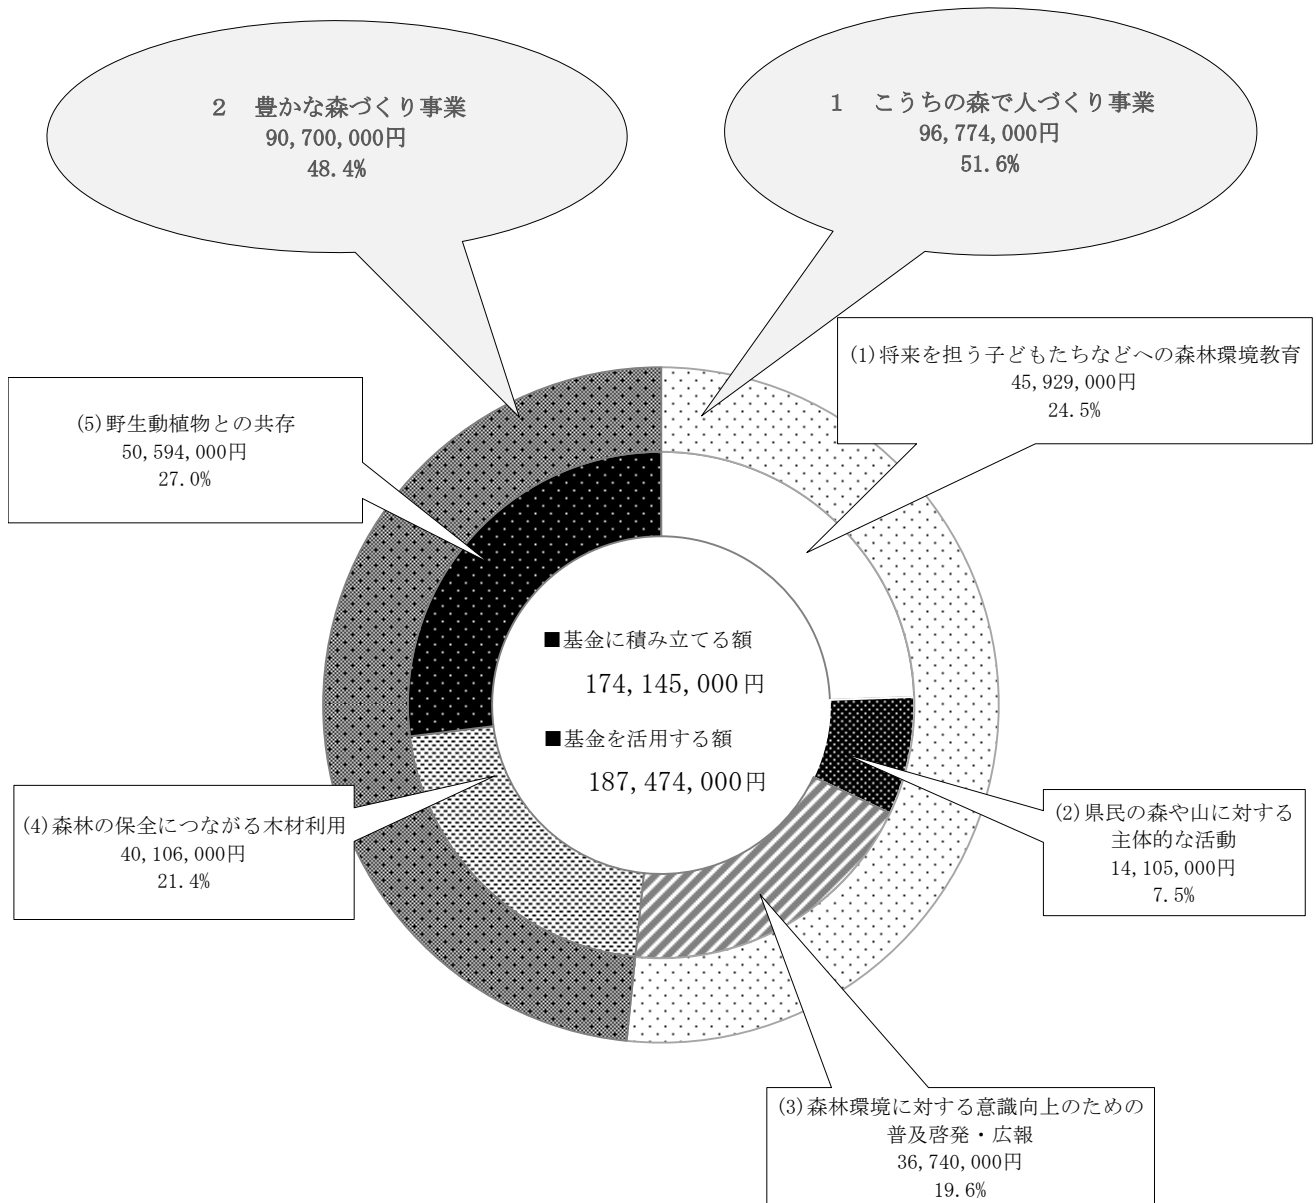 2　豊かな森づくり事業
90,700,000円
48.4%
1　こうちの森で人づくり事業
96,774,000円
51.6%
(1)将来を担う子どもたちなどへの森林環境教育
45,929,000円
24.5%
(5)野生動植物との共存
50,594,000円
27.0%
■基金に積み立てる額
174,145,000円
■基金を活用する額
187,474,000円
(4)森林の保全につながる木材利用
40,106,000円
21.4%
(2)県民の森や山に対する
主体的な活動
14,105,000円
7.5%
(3)森林環境に対する意識向上のための
普及啓発・広報
36,740,000円
19.6%